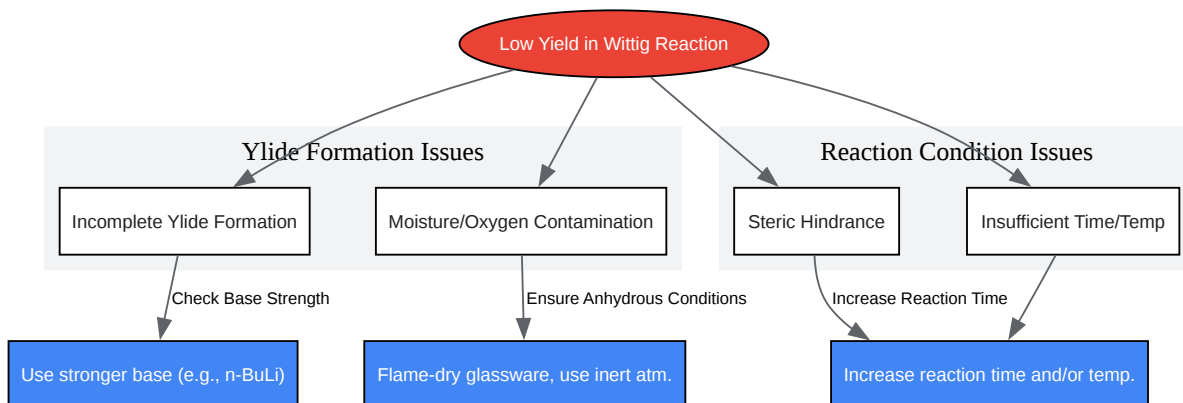 Low Yield in Wittig Reaction
Ylide Formation Issues
Reaction Condition Issues
Incomplete Ylide Formation
Moisture/Oxygen Contamination
Steric Hindrance
Insufficient Time/Temp
Check Base Strength
Ensure Anhydrous Conditions
Increase Reaction Time
Use stronger base (e.g., n-BuLi)
Flame-dry glassware, use inert atm.
Increase reaction time and/or temp.